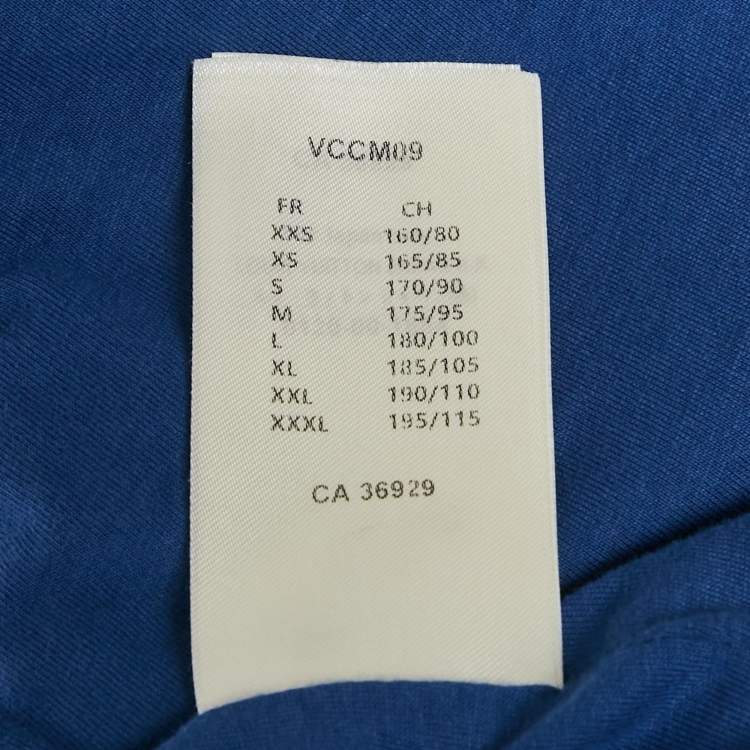 VCCM09
FR CH
XXS 160/80
XS 165/85
S 170/90
M 175/95
L 180/100
XL 185/105
XXL 190/110
XXXL 195/115
CA 36929